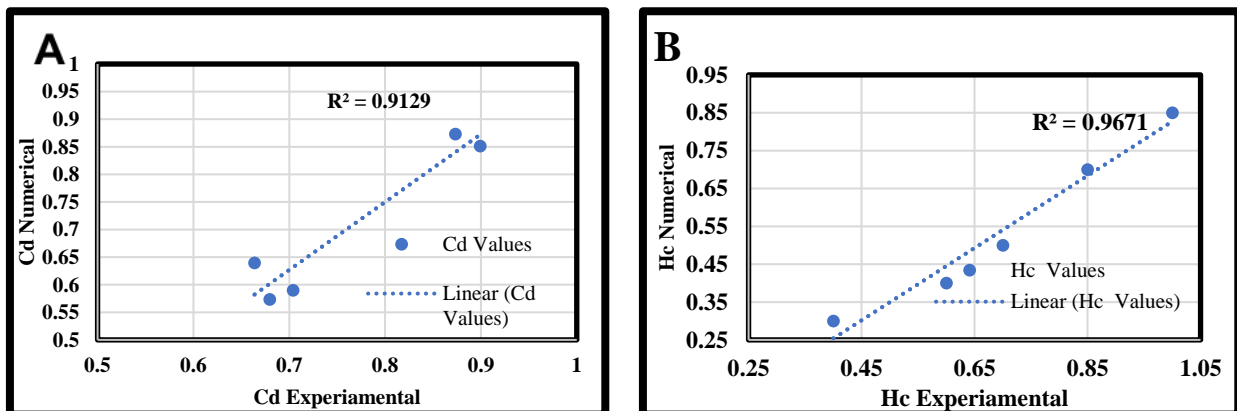 A
Cd Numerical
1
0.95
0.9
0.85
0.8
0.75
0.7
0.65
0.6
0.55
0.5
R² = 0.9129
Cd Values
Linear (Cd
Values)
0.5
0.6
0.7
0.8
0.9
1
Cd Experiamental
B
Hc Numerical
0.95
0.85
0.75
0.65
0.55
0.45
0.35
0.25
R² = 0.9671
Hc Values
Linear (Hc Values)
0.25
0.45
0.65
0.85
1.05
Hc Experiamental